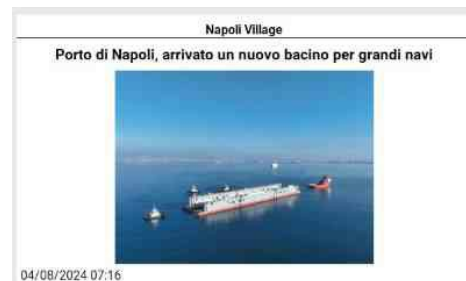 Napoli Village
Porto di Napoli, arrivato un nuovo bacino per grandi navi
04/08/2024 07:16